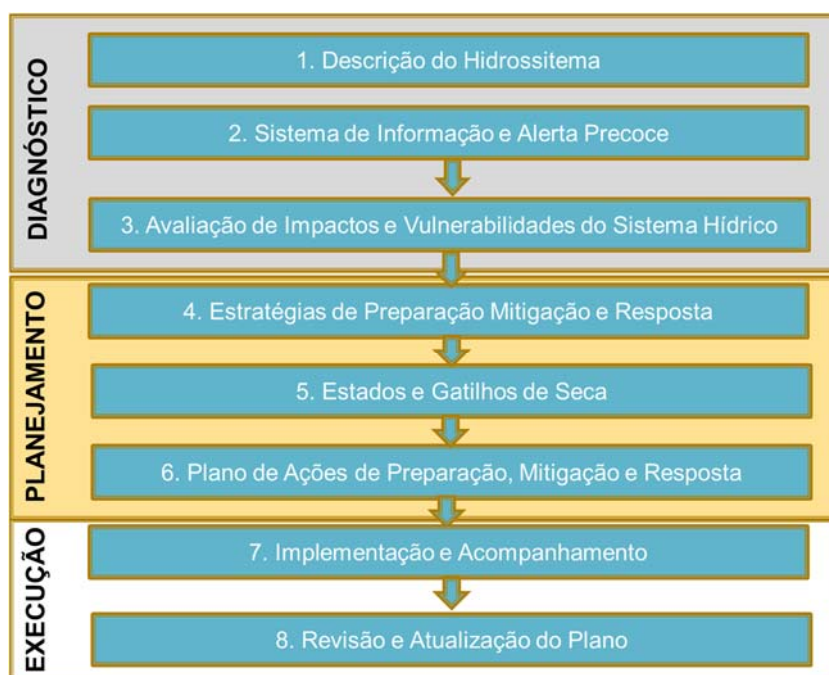 DIAGNÓSTICO
1. Descrição do Hidrossitema
2. Sistema de Informação e Alerta Precoce
3. Avaliação de Impactos e Vulnerabilidades do Sistema Hídrico
PLANEJAMENTO
4. Estratégias de Preparação Mitigação e Resposta
5. Estados e Gatilhos de Seca
6. Plano de Ações de Preparação, Mitigação e Resposta
EXECUÇÃO
7. Implementação e Acompanhamento
8. Revisão e Atualização do Plano